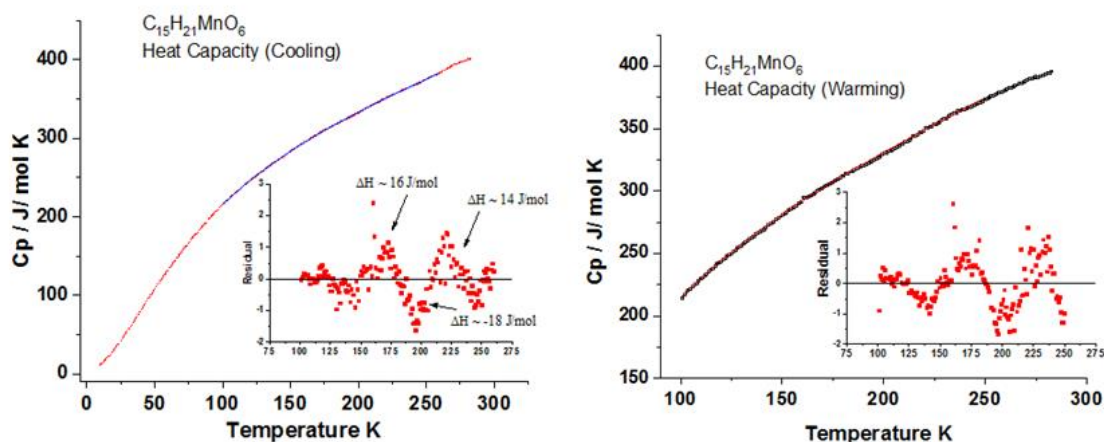 C₁₅H₂₁MnO₆
Heat Capacity (Cooling)
Cp / J/ mol K
400
300
200
100
0
0 50 100 150 200 250 300
Temperature K
Residual
3
2
1
0
-1
-2
75 100 125 150 175 200 225 250 275
ΔH ~ 16 J/mol
ΔH ~ 14 J/mol
ΔH ~ -18 J/mol
C₁₅H₂₁MnO₆
Heat Capacity (Warming)
Cp / J/ mol K
400
350
300
250
200
150
100 150 200 250 300
Temperature K
Residual
3
2
1
0
-1
-2
75 100 125 150 175 200 225 250 275